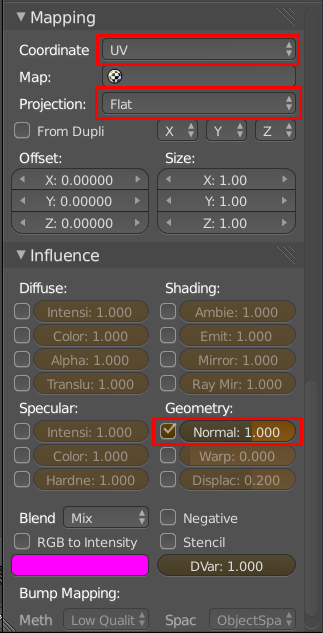 Mapping
Coordinate UV
Map:
Projection: Flat
From Dupli X Y Z
Offset: Size:
X: 0.00000 X: 1.00
Y: 0.00000 Y: 1.00
Z: 0.00000 Z: 1.00
Influence
Diffuse: Shading:
Intensi: 1.000 Ambie: 1.000
Color: 1.000 Emit: 1.000
Alpha: 1.000 Mirror: 1.000
Translu: 1.000 Ray Mir: 1.000
Specular: Geometry:
Intensi: 1.000 Normal: 1.000
Color: 1.000 Warp: 0.000
Hardne: 1.000 Displac: 0.200
Blend Mix Negative
RGB to Intensity Stencil
DVar: 1.000
Bump Mapping:
Meth Low Qualit Spac ObjectSpa